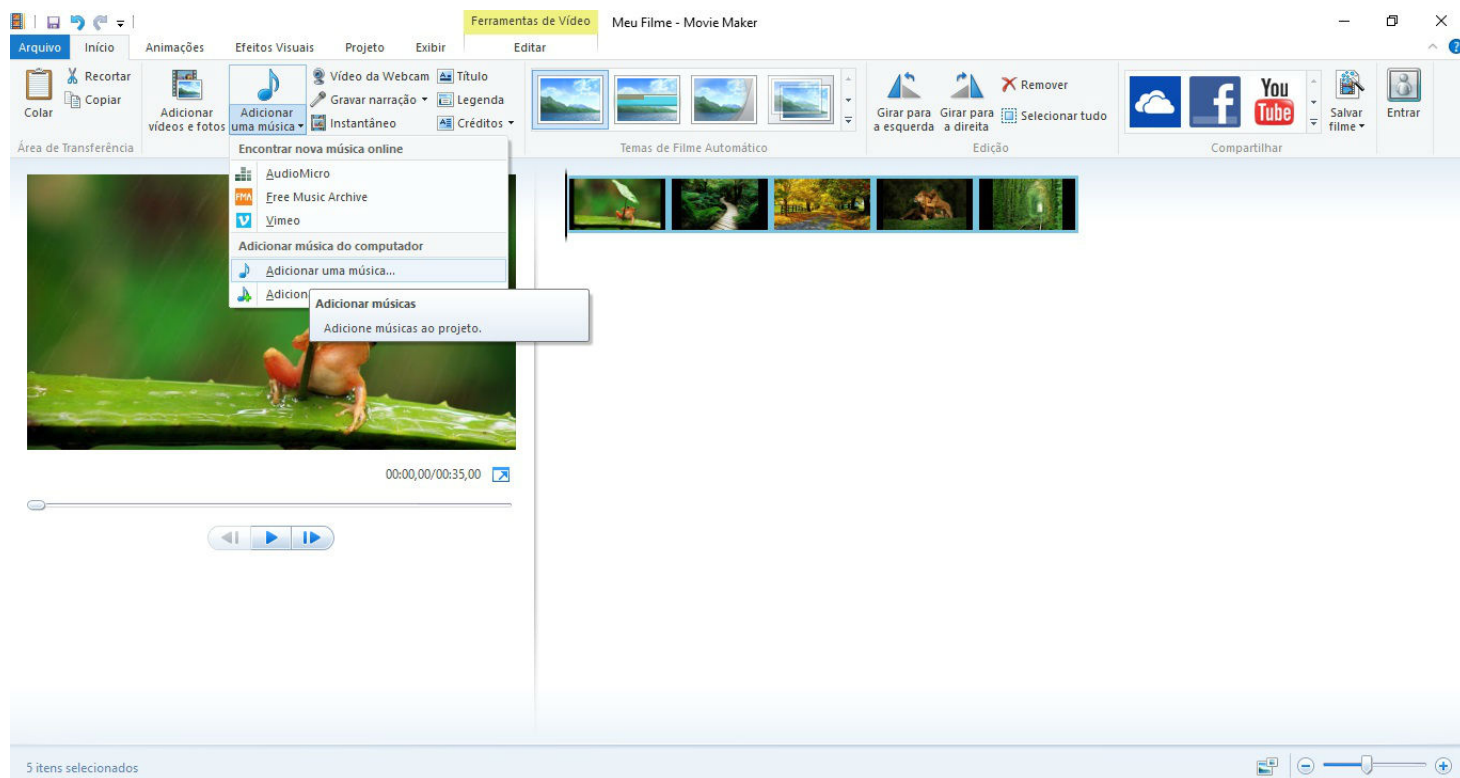 Ferramentas de Vídeo
Meu Filme - Movie Maker
Arquivo Início Animações Efeitos Visuais Projeto Exibir Editar
Colar
Recortar
Copiar
Área de Transferência
Adicionar
vídeos e fotos
Adicionar
uma música
Vídeo da Webcam
Gravar narração
Instantâneo
Título
Legenda
Créditos
Temas de Filme Automático
Girar para
a esquerda
Girar para
a direita
Remover
Selecionar tudo
Edição
f
You
Tube
Compartilhar
Salvar
filme
Entrar
Encontrar nova música online
AudioMicro
FMA Free Music Archive
Vimeo
Adicionar música do computador
Adicionar uma música...
Adicion
Adicionar músicas
Adicione músicas ao projeto.
00:00,00/00:35,00
5 itens selecionados